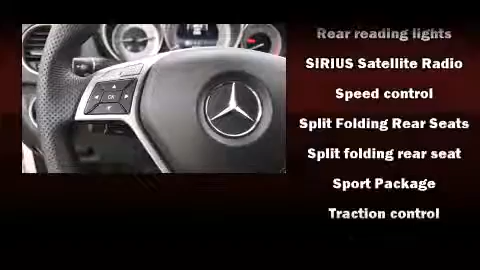 Rear reading lights
SIRIUS Satellite Radio
Speed control
Split Folding Rear Seats
Split folding rear seat
Sport Package
Traction control
OK